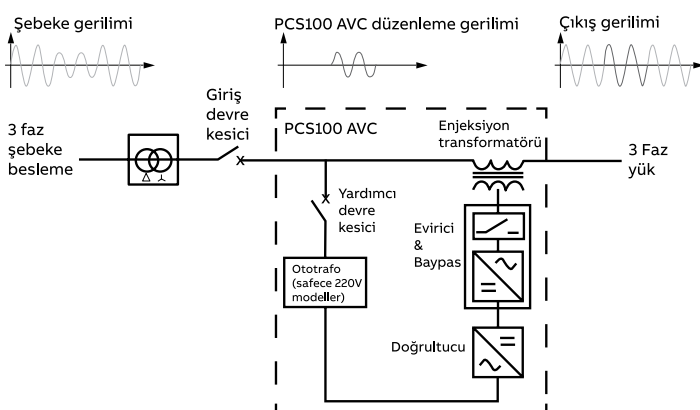 Şebeke gerilimi
PCS100 AVC düzenleme gerilimi
Çıkış gerilimi
Giriş
devre
kesici
3 faz
şebeke
besleme
PCS100 AVC
Enjeksiyon
transformatörü
3 Faz
yük
Yardımcı
devre
kesici
Evirici
&
Baypas
Ototrafo
(safece 220V
modeller)
Doğrultucu